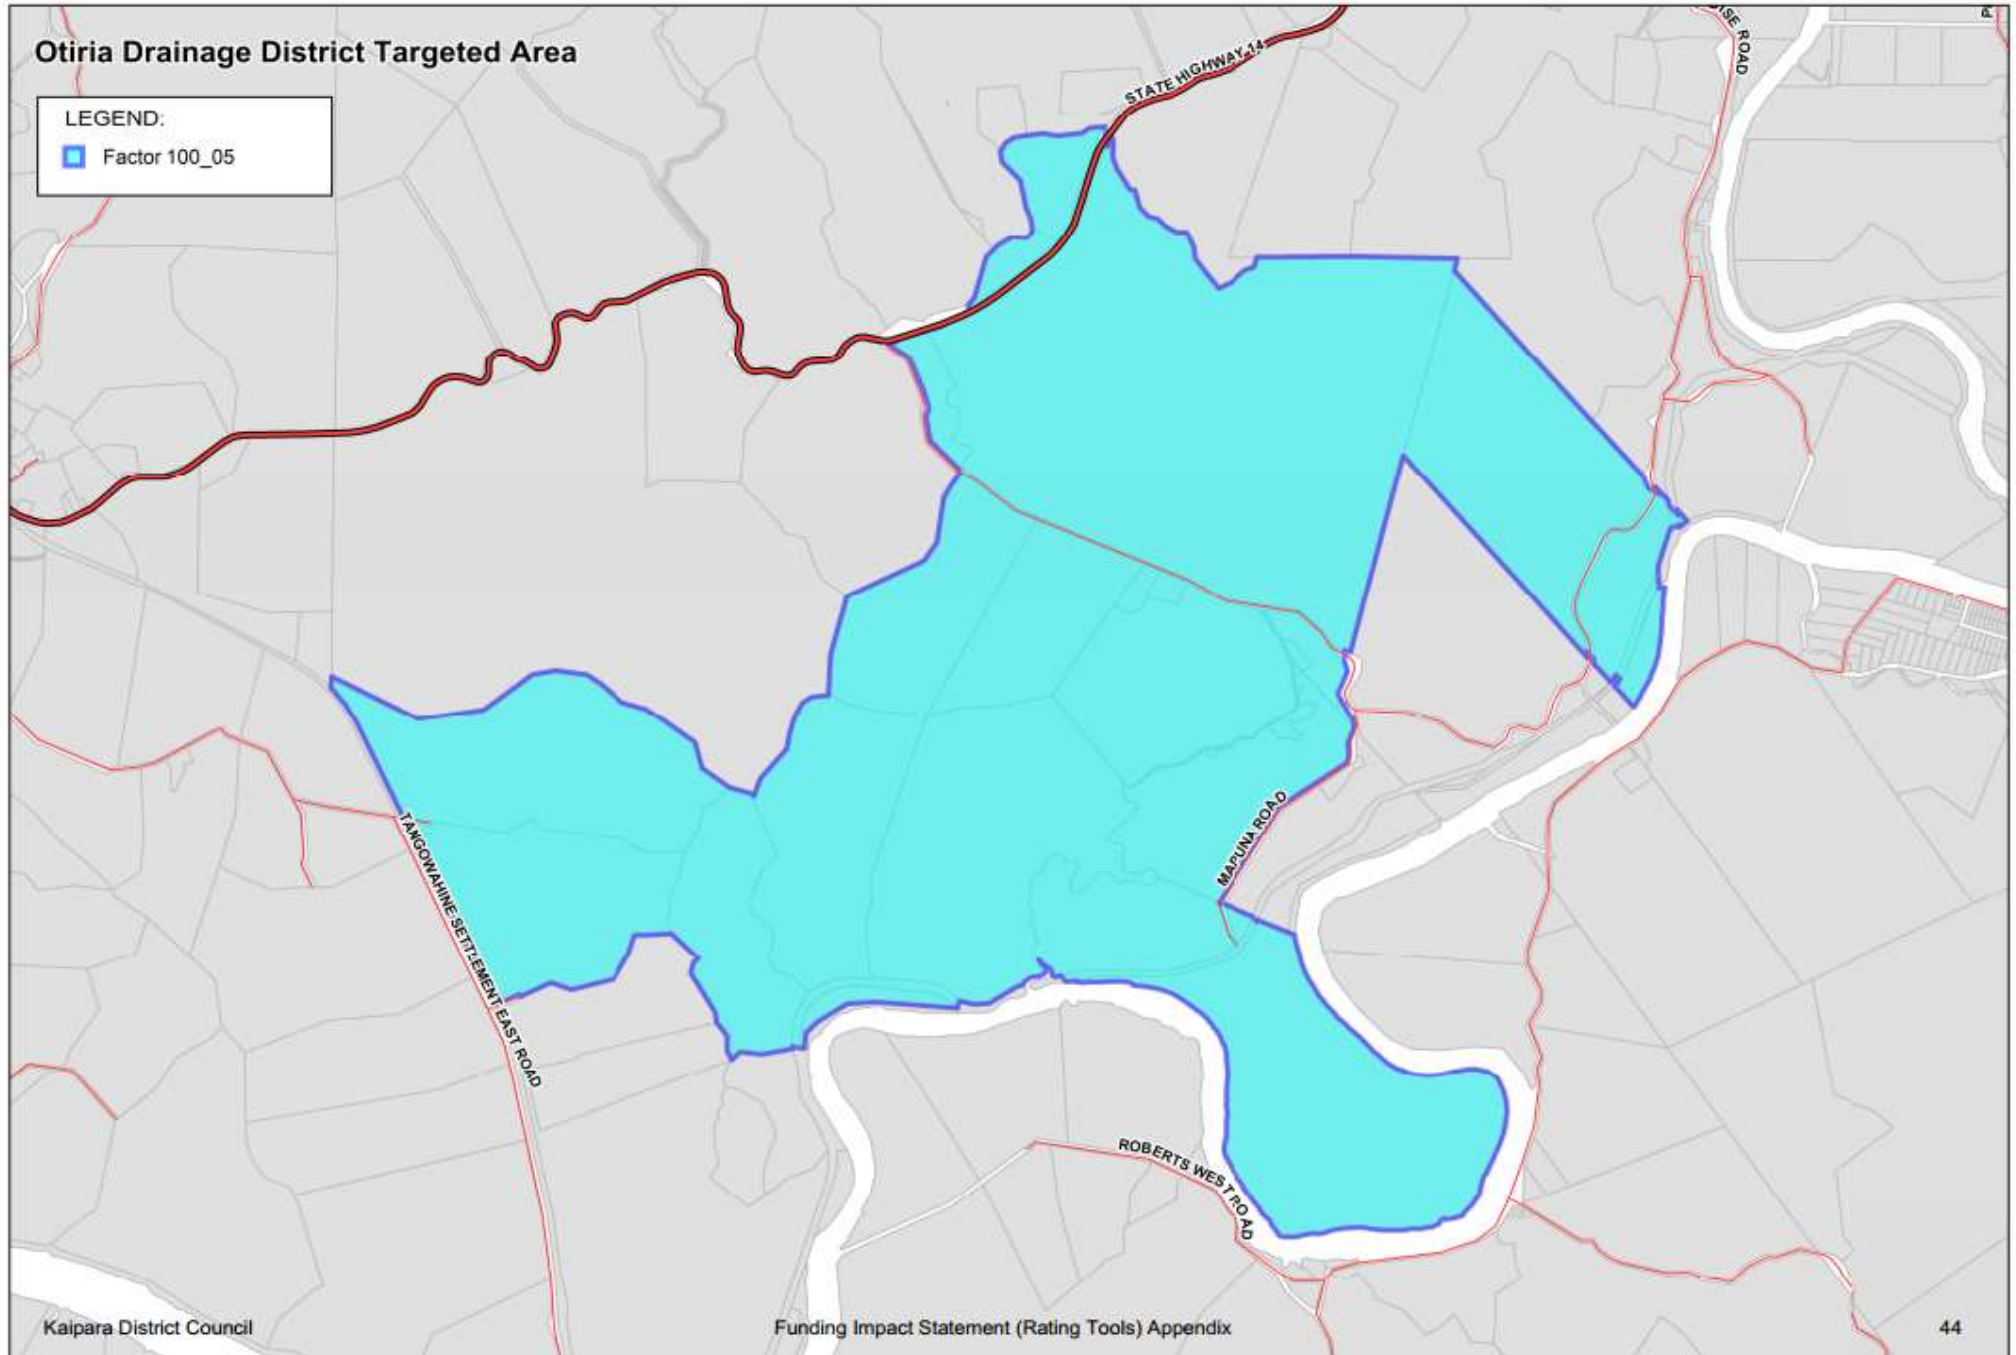 Otiria Drainage District Targeted Area
LEGEND:
Factor 100_05
STATE HIGHWAY 14
ROAD
TANGOWAHINE SETTLEMENT EAST ROAD
MAPUNA ROAD
ROBERTS WEST ROAD
Kaipara District Council
Funding Impact Statement (Rating Tools) Appendix
44